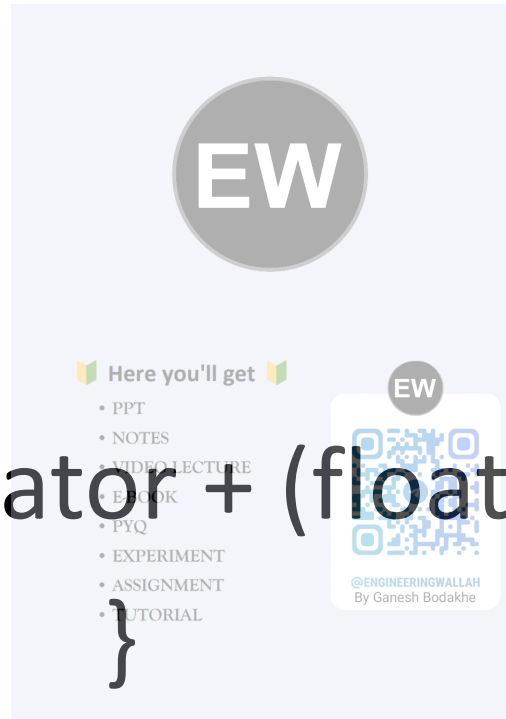 EW
🔰 Here you'll get 🔰
• PPT
• NOTES
• VIDEO LECTURE
• E-BOOK
• PYQ
• EXPERIMENT
• ASSIGNMENT
• TUTORIAL
EW
@ENGINEERINGWALLAH
By Ganesh Bodakhe
ator + (float
}